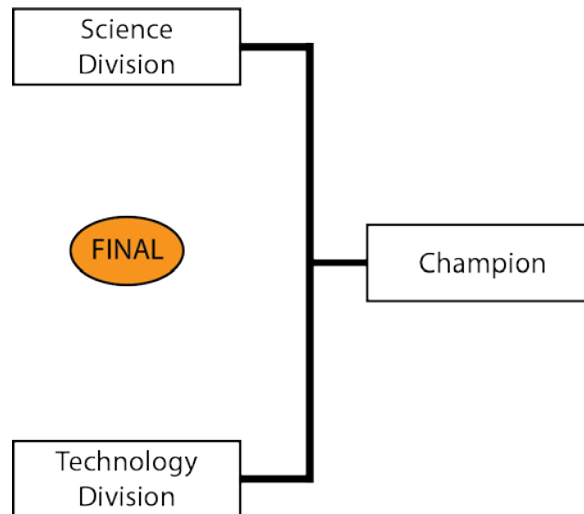 Science
Division
FINAL
Champion
Technology
Division